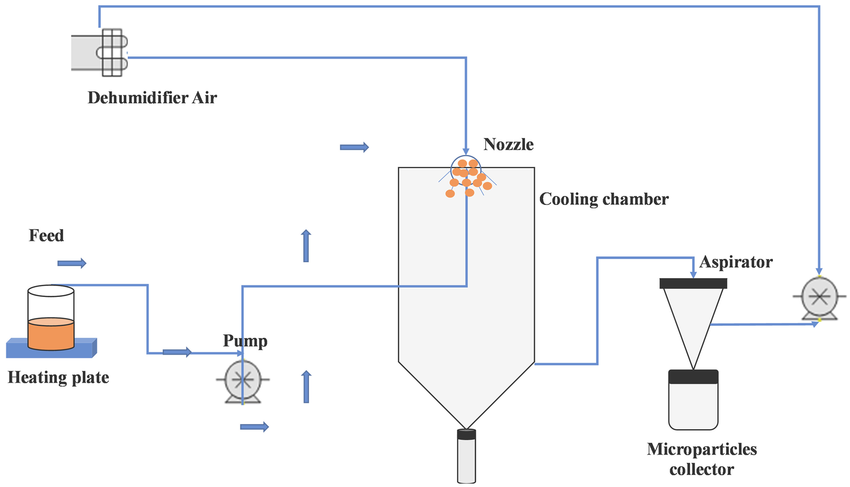 Dehumidifier Air
Nozzle
Cooling chamber
Feed
Aspirator
Pump
Heating plate
Microparticles
collector